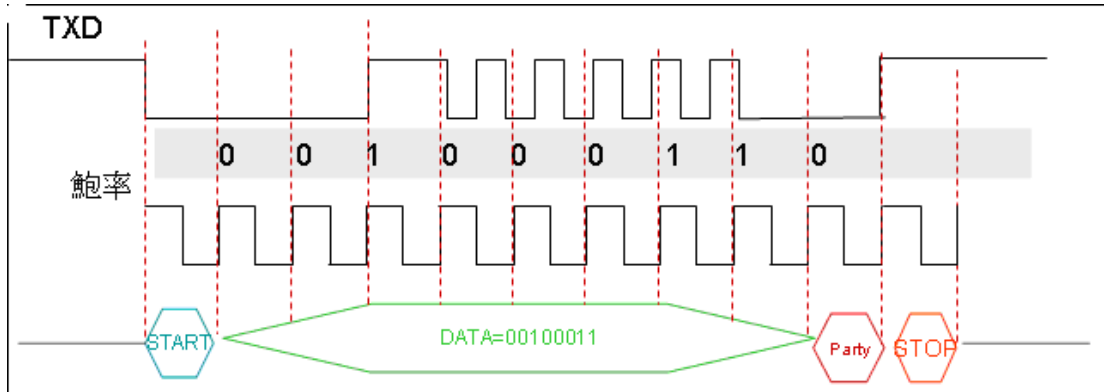 TXD
0 0 1 0 0 0 1 1 0
鮑率
START
DATA=00100011
Party
STOP